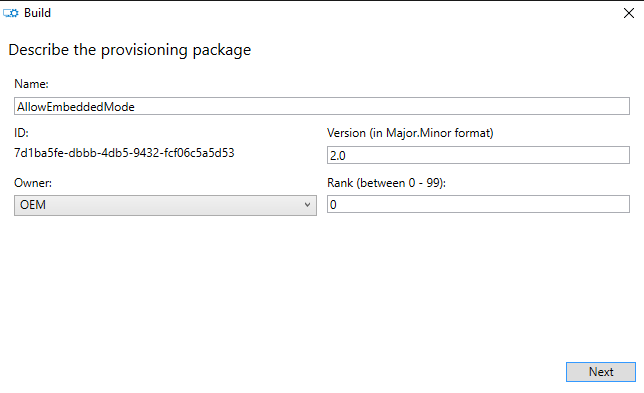 Build
Describe the provisioning package
Name:
AllowEmbeddedMode
ID:
7d1ba5fe-dbbb-4db5-9432-fcf06c5a5d53
Version (in Major.Minor format)
2.0
Owner:
OEM
Rank (between 0 - 99):
0
Next